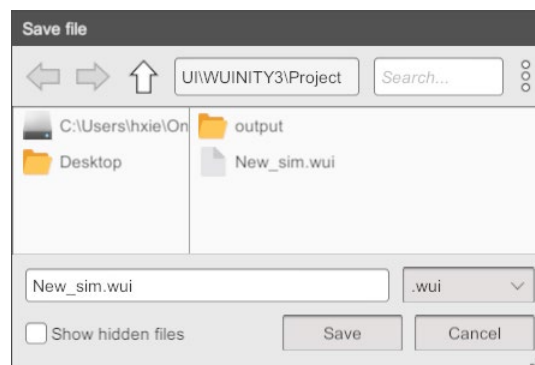 Save file
UI\WUINITY3\Project
Search...
C:\Users\hxie\On
output
Desktop
New_sim.wui
New_sim.wui
.wui
Show hidden files
Save
Cancel